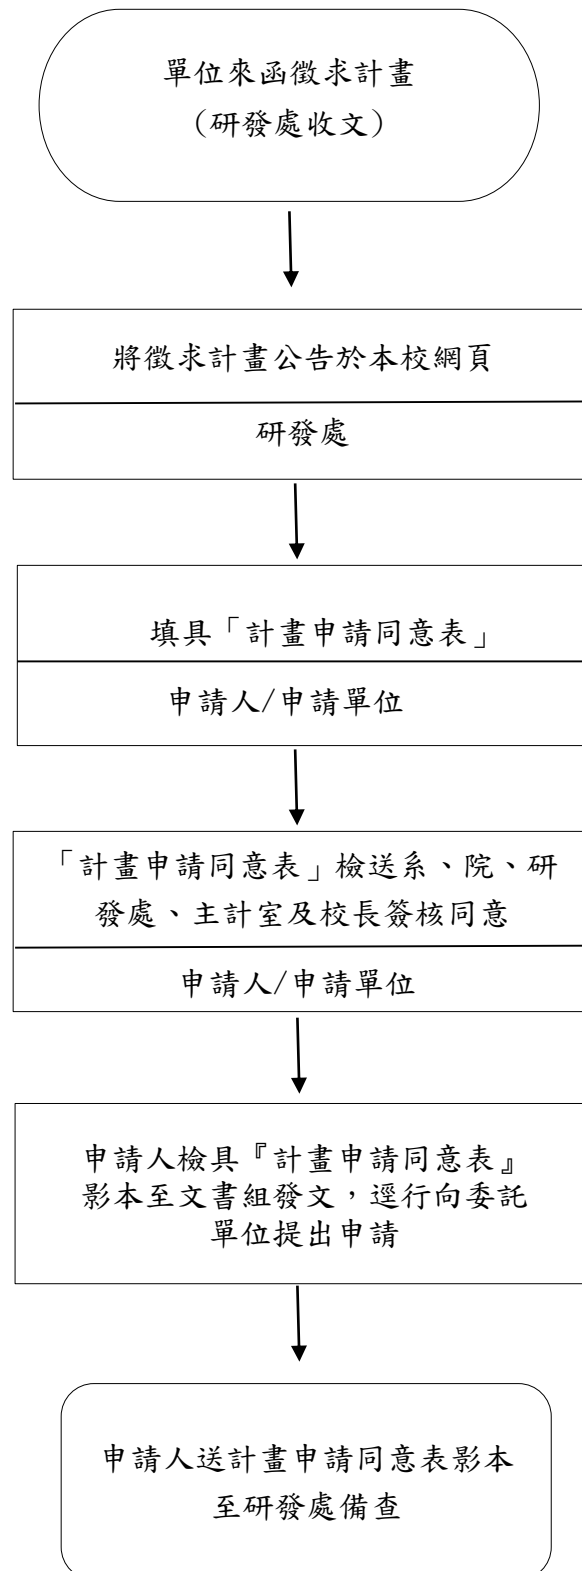 單位來函徵求計畫
（研發處收文）
將徵求計畫公告於本校網頁
研發處
填具「計畫申請同意表」
申請人/申請單位
「計畫申請同意表」檢送系、院、研
發處、主計室及校長簽核同意
申請人/申請單位
申請人檢具『計畫申請同意表』
影本至文書組發文，逕行向委託
單位提出申請
申請人送計畫申請同意表影本
至研發處備查